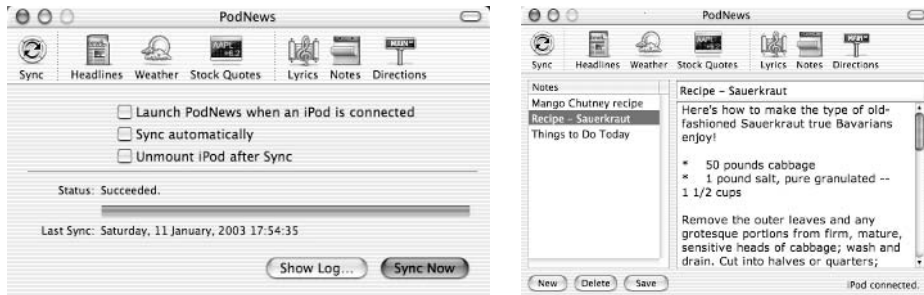 PodNews
Sync Headlines Weather Stock Quotes Lyrics Notes Directions
Launch PodNews when an iPod is connected
Sync automatically
Unmount iPod after Sync
Status: Succeeded.
Last Sync: Saturday, 11 January, 2003 17:54:35
Show Log... Sync Now
PodNews
Sync Headlines Weather Stock Quotes Lyrics Notes Directions
Notes
Mango Chutney recipe
Recipe – Sauerkraut
Things to Do Today
Recipe – Sauerkraut
Here's how to make the type of old-
fashioned Sauerkraut true Bavarians
enjoy!
* 50 pounds cabbage
* 1 pound salt, pure granulated --
1 1/2 cups
Remove the outer leaves and any
grotesque portions from firm, mature,
sensitive heads of cabbage; wash and
drain. Cut into halves or quarters;
New Delete Save
iPod connected.